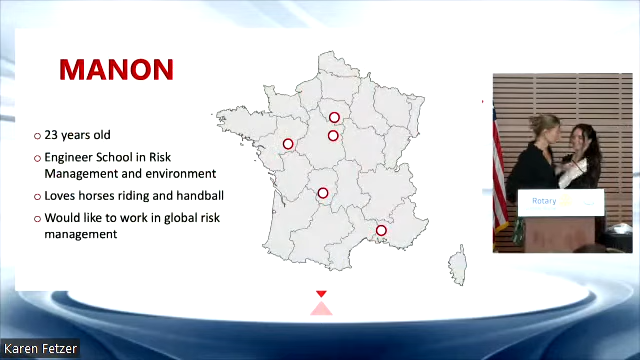 MANON
23 years old
Engineer School in Risk
Management and environment
Loves horses riding and handball
Would like to work in global risk
management
Rotary
Karen Fetzer